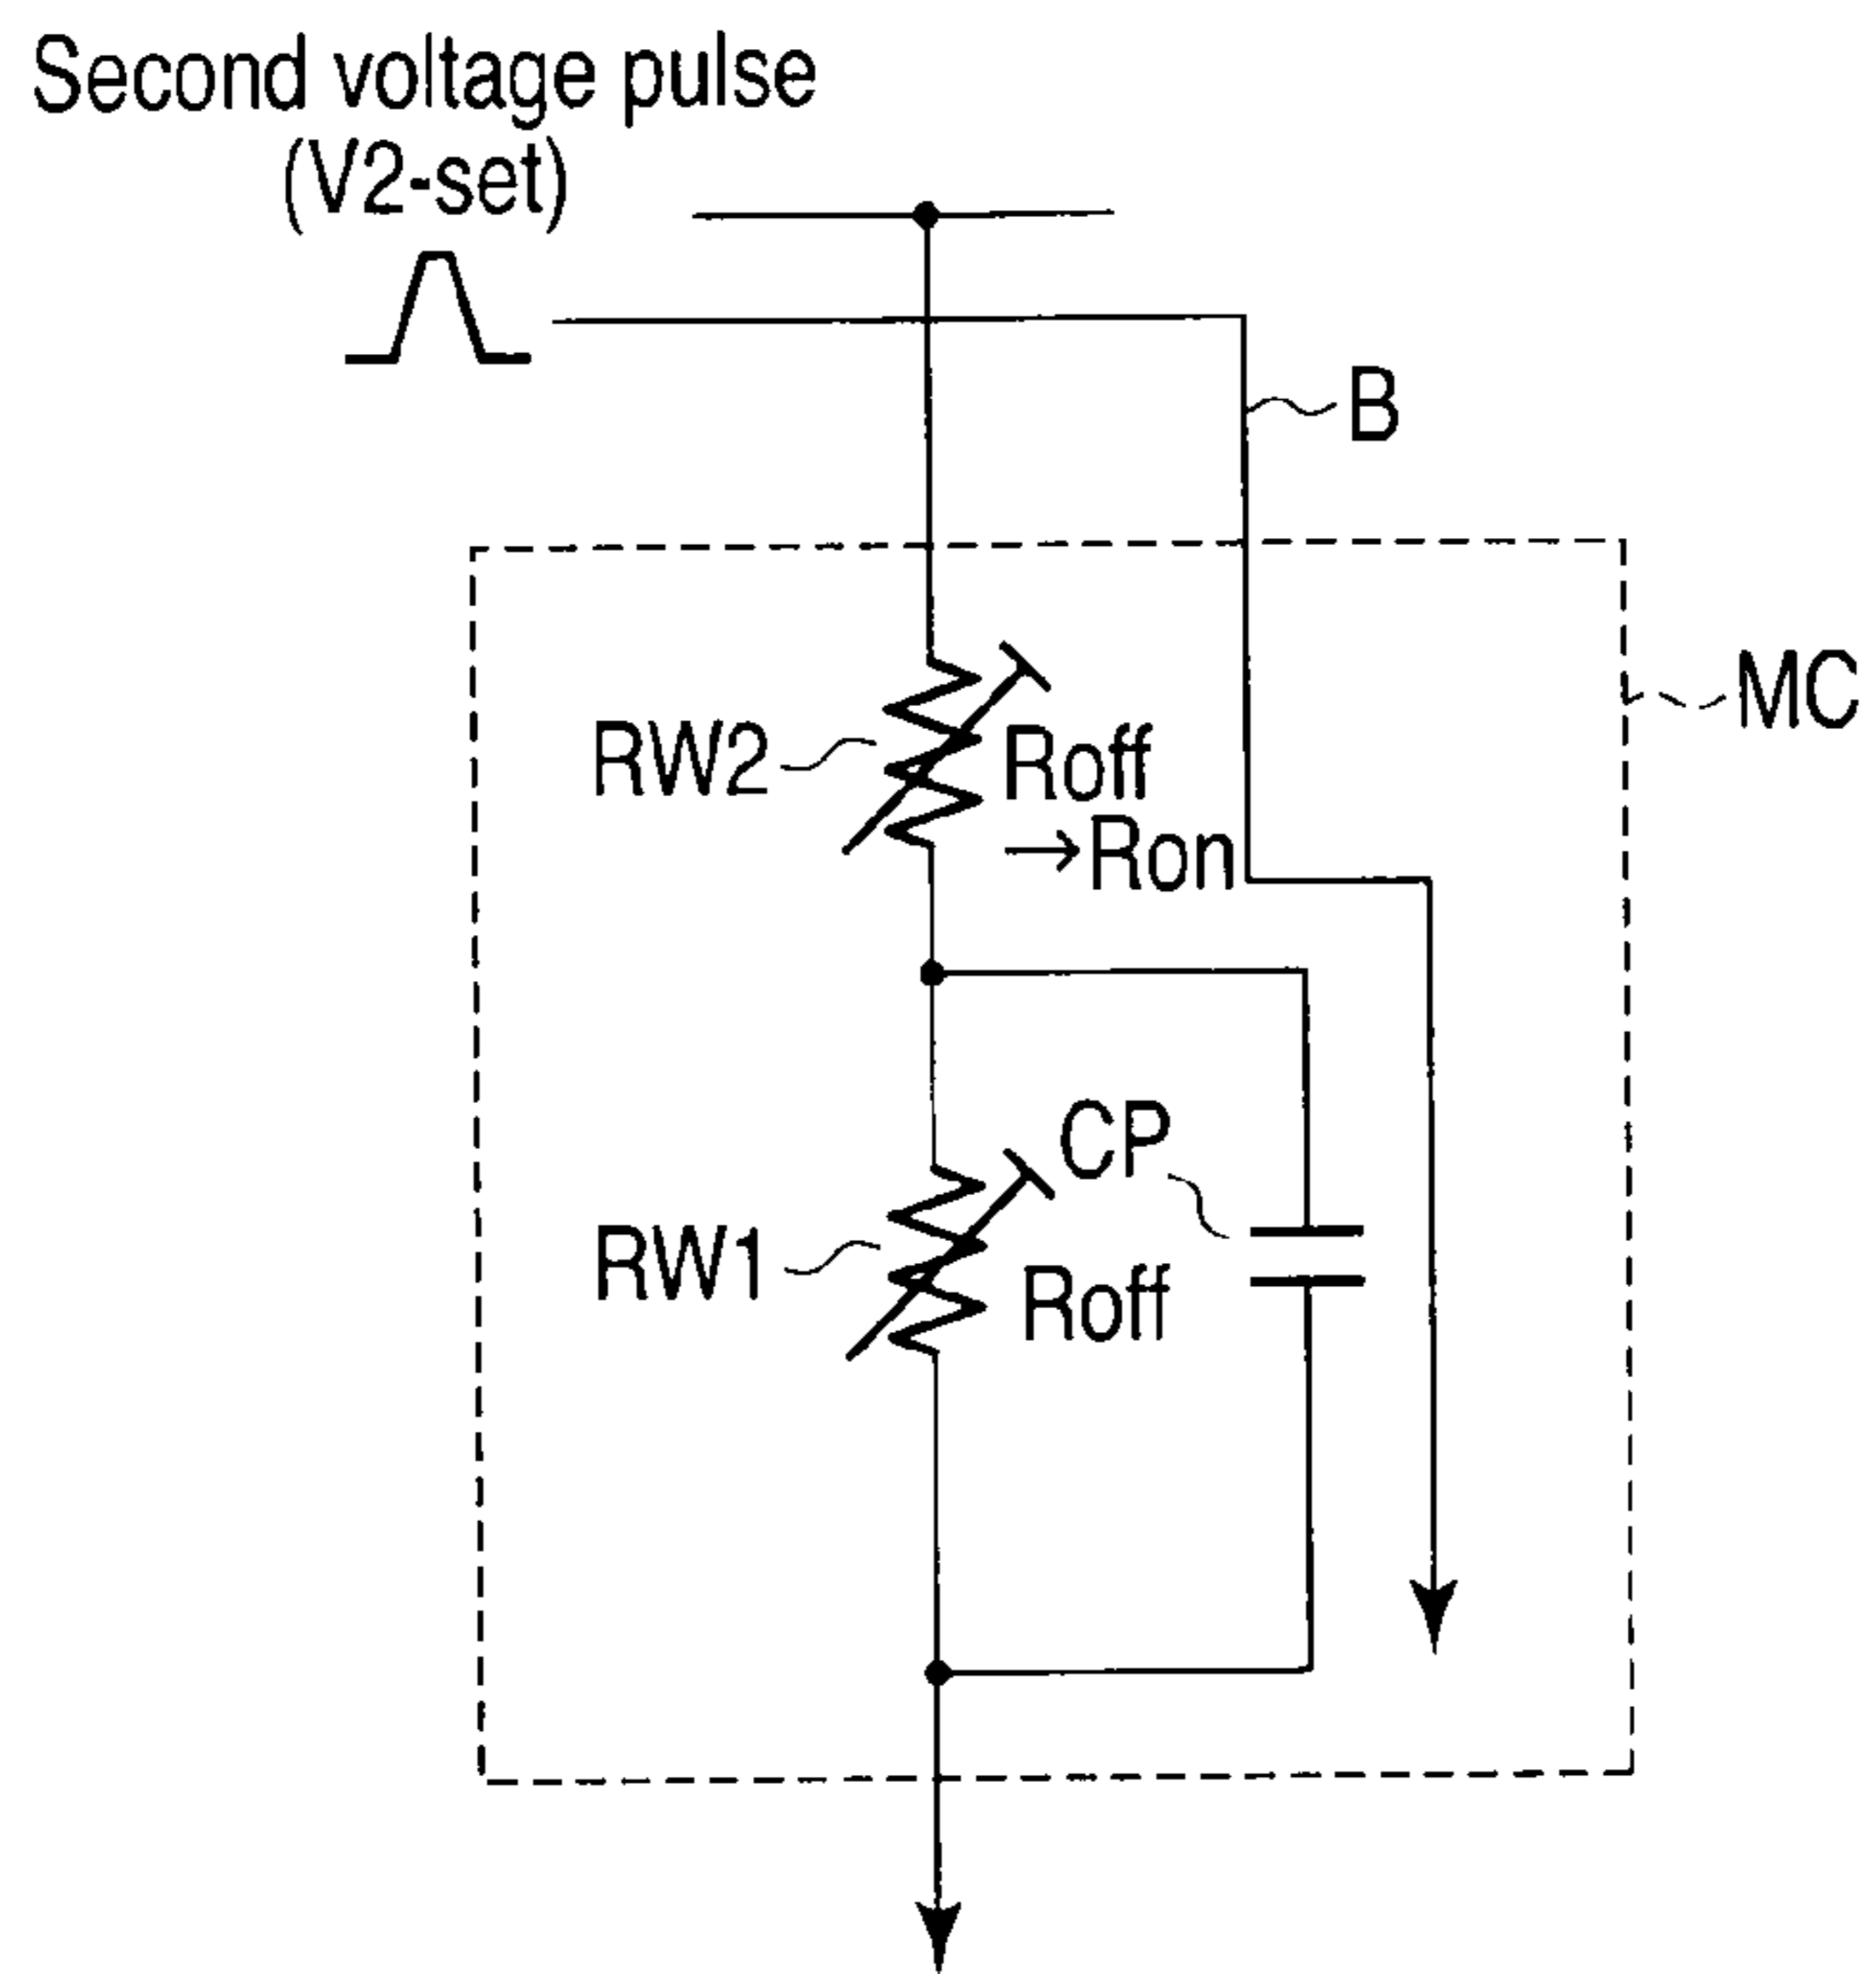 Second voltage pulse
(V2-set)
B
MC
RW2
Roff
→Ron
CP
RW1
Roff